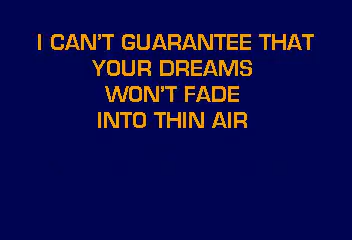 I CAN'T GUARANTEE THAT
YOUR DREAMS
WON'T FADE
INTO THIN AIR